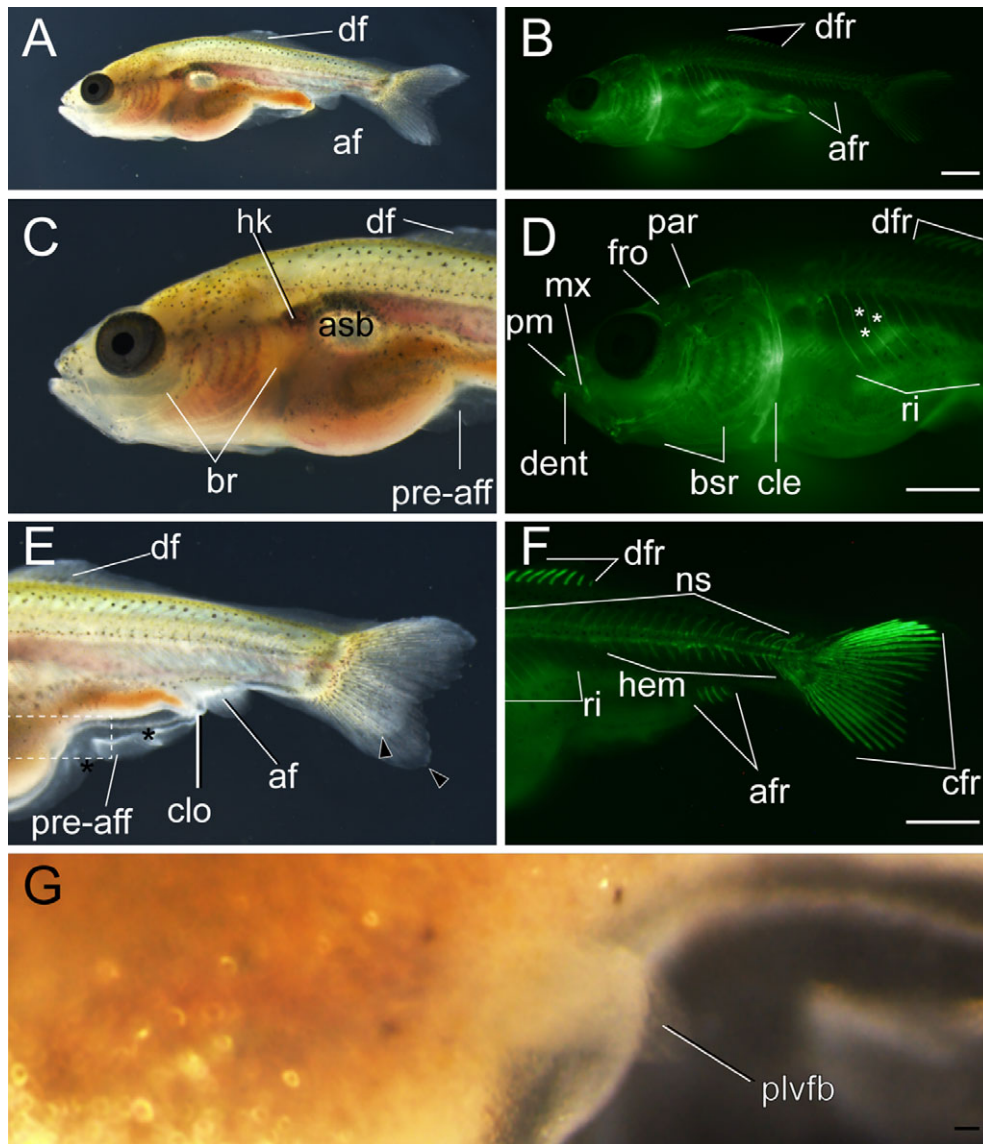 A
df
af
B
dfr
afr
C
hk
df
asb
br
pre-aff
D
par
fro
mx
pm
dfr
* * *
ri
dent
bsr
cle
E
df
*
*
af
clo
pre-aff
F
dfr
ns
hem
ri
afr
cfr
G
plvfb